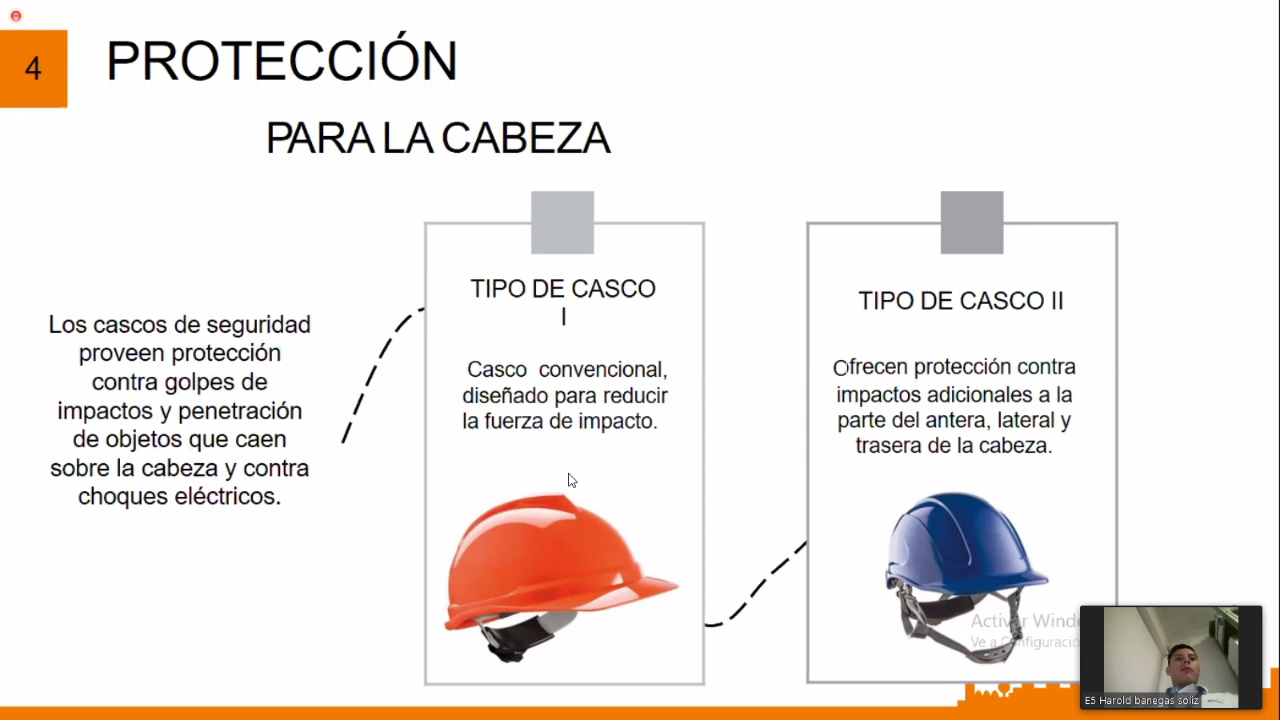 4
PROTECCIÓN
PARA LA CABEZA
Los cascos de seguridad
proveen protección
contra golpes de
impactos y penetración
de objetos que caen
sobre la cabeza y contra
choques eléctricos.
TIPO DE CASCO
I
Casco convencional,
diseñado para reducir
la fuerza de impacto.
TIPO DE CASCO II
Ofrecen protección contra
impactos adicionales a la
parte del antera, lateral y
trasera de la cabeza.
Activar Windo
Ve a Configuració
E5 Harold banegas soliz